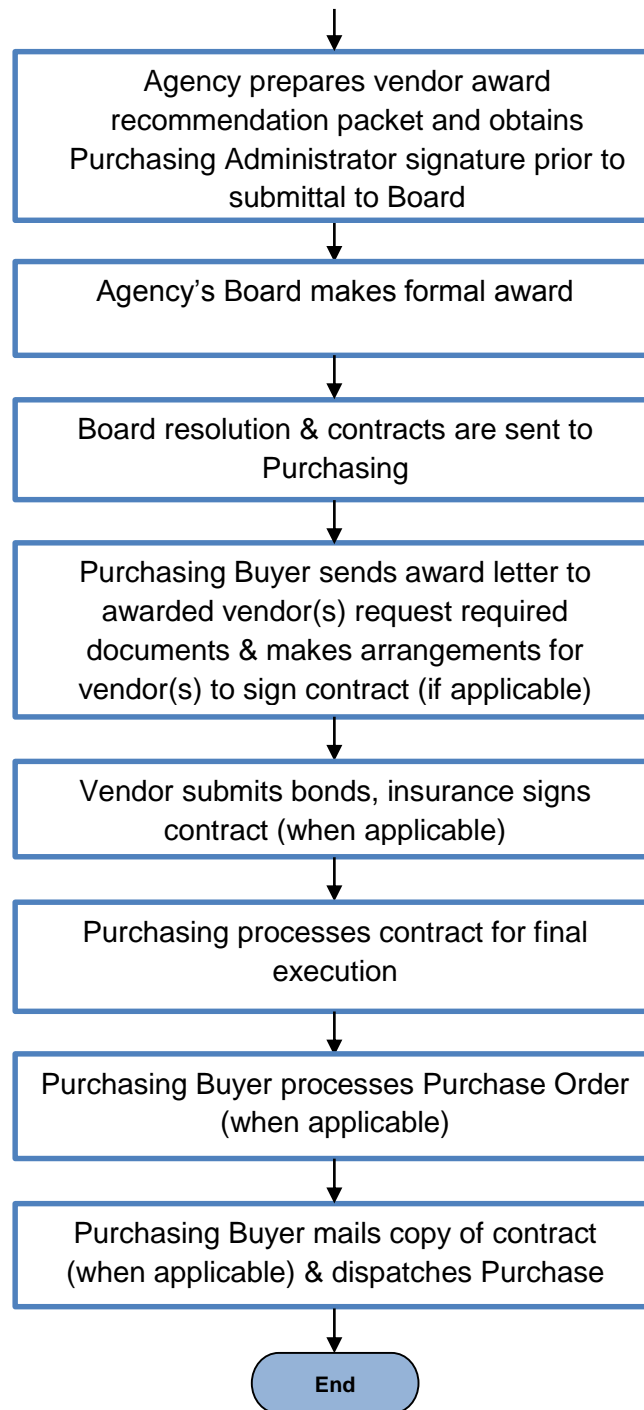 Agency prepares vendor award
recommendation packet and obtains
Purchasing Administrator signature prior to
submittal to Board
Agency’s Board makes formal award
Board resolution & contracts are sent to
Purchasing
Purchasing Buyer sends award letter to
awarded vendor(s) request required
documents & makes arrangements for
vendor(s) to sign contract (if applicable)
Vendor submits bonds, insurance signs
contract (when applicable)
Purchasing processes contract for final
execution
Purchasing Buyer processes Purchase Order
(when applicable)
Purchasing Buyer mails copy of contract
(when applicable) & dispatches Purchase
End